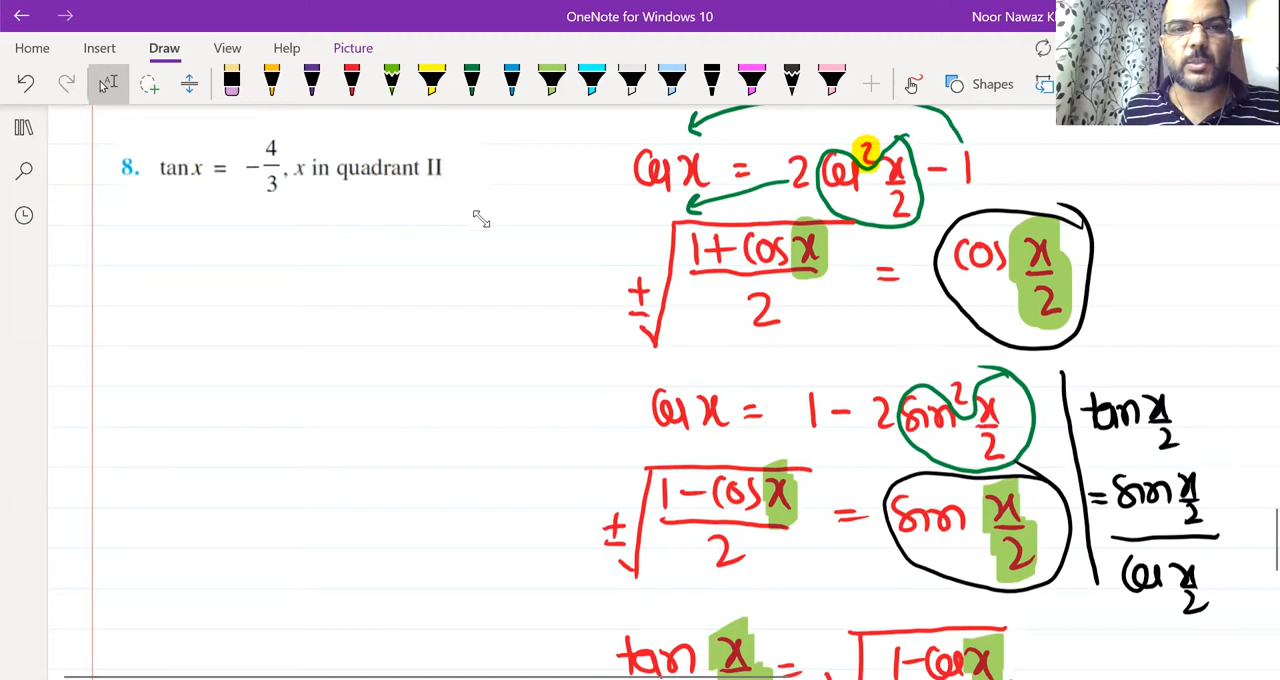 OneNote for Windows 10
Noor Nawaz K
Home Insert Draw View Help Picture
Shapes
8. tan x = -4/3, x in quadrant II
Cos x = 2 Cos² x/2 - 1
± √((1 + Cos x)/2) = Cos x/2
Cos x = 1 - 2 Sin² x/2
± √((1 - Cos x)/2) = Sin x/2
tan x/2
= Sin x/2 / Cos x/2
tan x = √ 1 - Cos x